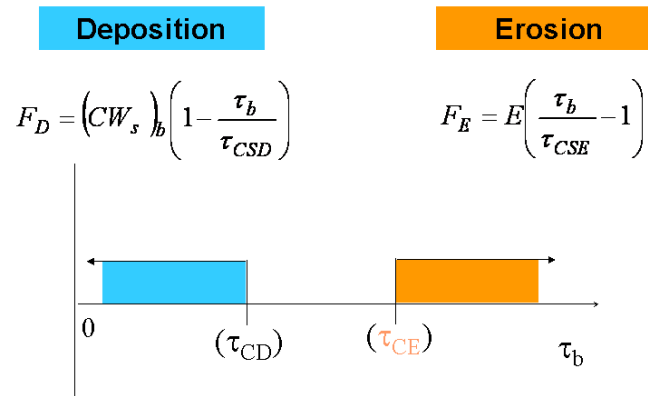 Deposition Erosion
F_D = (CW_s)_b (1 - τ_b / τ_CSD) F_E = E(τ_b / τ_CSE - 1)
0 (τ_CD) (τ_CE) τ_b